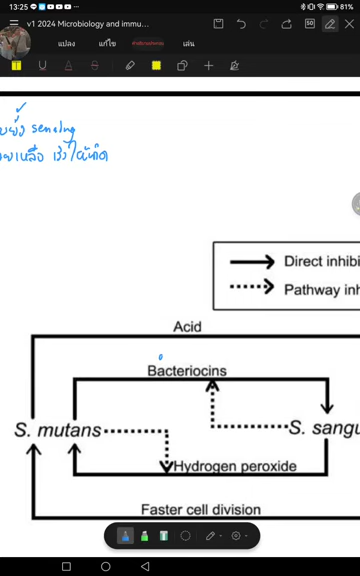 13:25
81%
v1 2024 Microbiology and immu...
50
แปลง
แก้ไข
เล่น
T U A S
sensing
Direct inhibi
Pathway inh
Acid
Bacteriocins
S. mutans
S. sangu
Hydrogen peroxide
Faster cell division